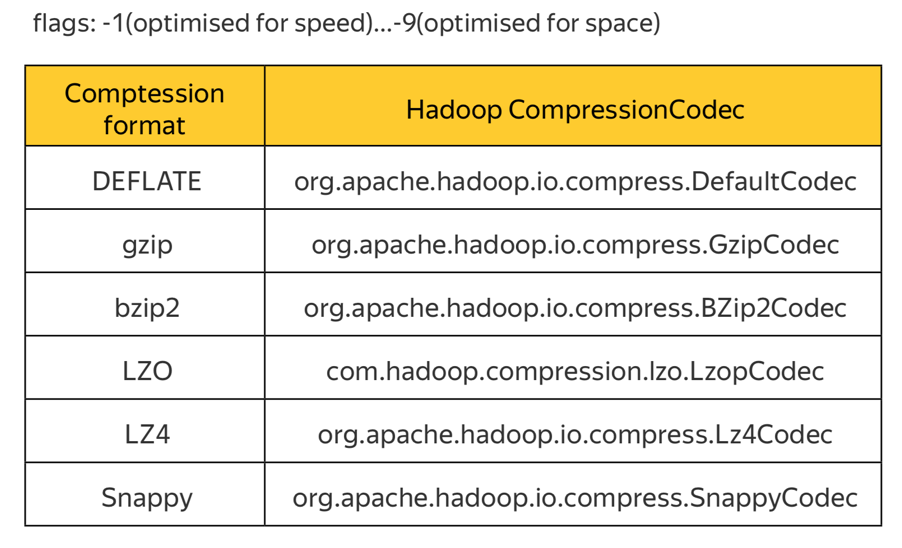 flags: -1(optimised for speed)...-9(optimised for space)
Comptession
format
Hadoop CompressionCodec
DEFLATE
org.apache.hadoop.io.compress.DefaultCodec
gzip
org.apache.hadoop.io.compress.GzipCodec
bzip2
org.apache.hadoop.io.compress.BZip2Codec
LZO
com.hadoop.compression.lzo.LzopCodec
LZ4
org.apache.hadoop.io.compress.Lz4Codec
Snappy
org.apache.hadoop.io.compress.SnappyCodec